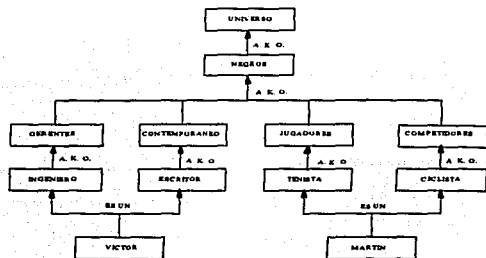 UNIVERSO
A. K. O.
NEGROS
A. K. O.
GERENTES CONTEMPORANEO JUGADORES COMPETIDORES
A. K. O. A. K. O A. K. O A. K. O.
INGENIERO ESCRITOR TENISTA CICLISTA
ES UN ES UN
VICTOR MARTIN